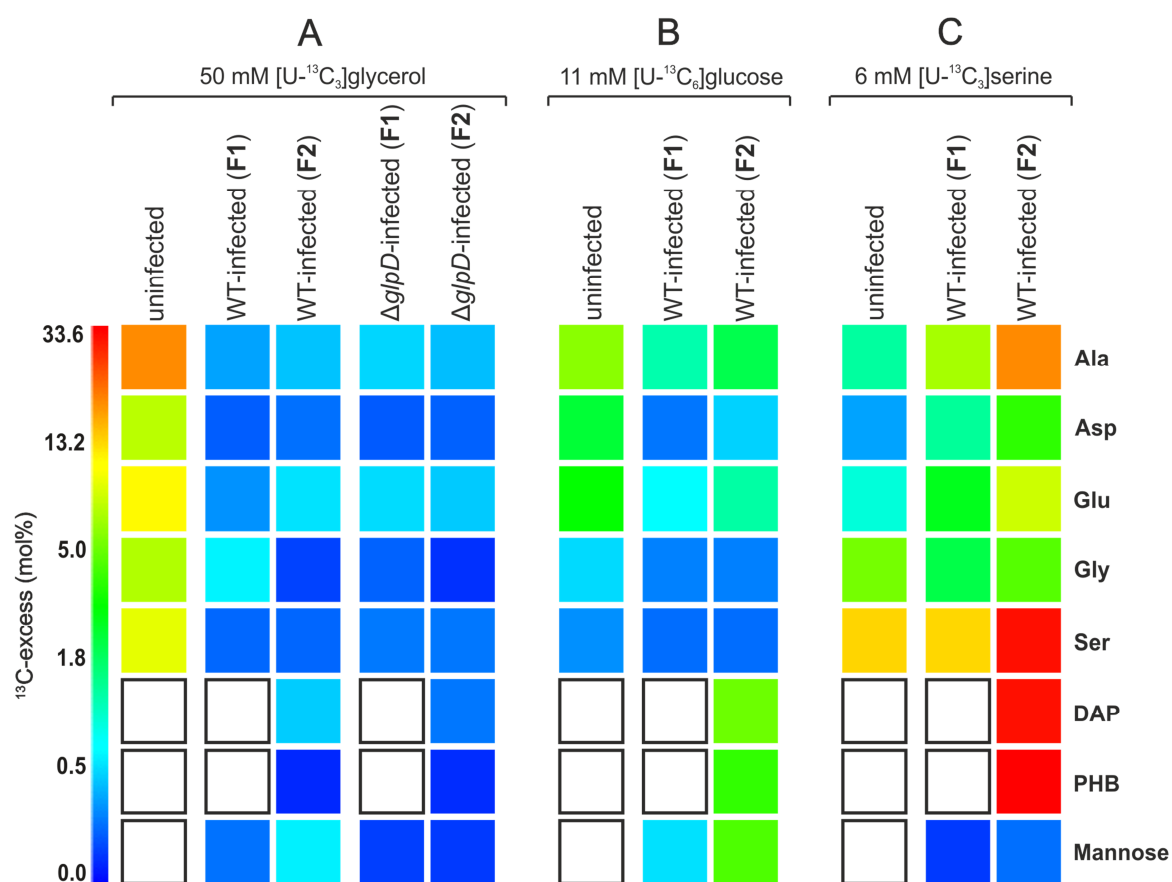 A
B
C
50 mM [U-¹³C₃]glycerol
11 mM [U-¹³C₆]glucose
6 mM [U-¹³C₃]serine
uninfected
WT-infected (F1)
WT-infected (F2)
ΔglpD-infected (F1)
ΔglpD-infected (F2)
uninfected
WT-infected (F1)
WT-infected (F2)
uninfected
WT-infected (F1)
WT-infected (F2)
¹³C-excess (mol%)
33.6
13.2
5.0
1.8
0.5
0.0
Ala
Asp
Glu
Gly
Ser
DAP
PHB
Mannose